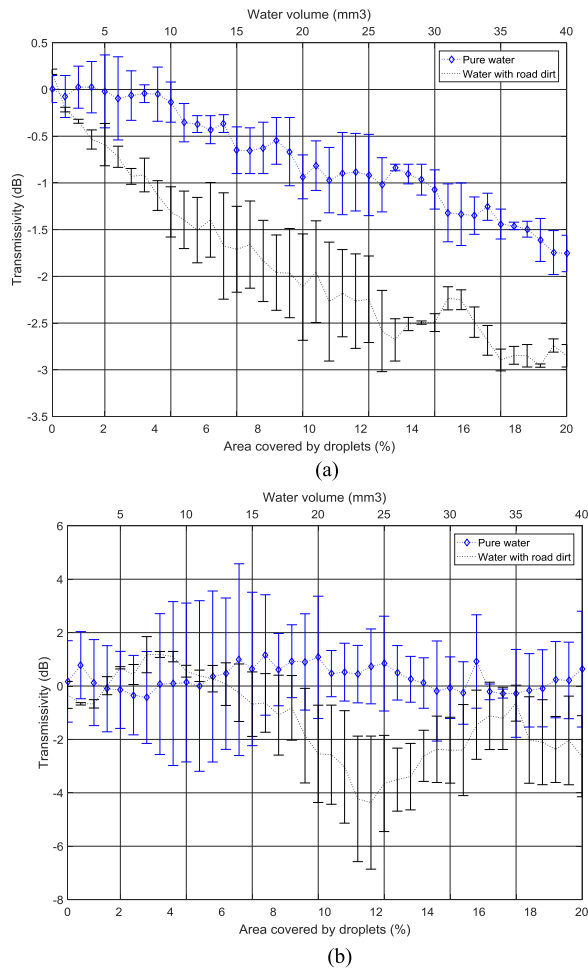 Water volume (mm3)
0 5 10 15 20 25 30 35 40
0.5
0
-0.5
-1
-1.5
-2
-2.5
-3
-3.5
Transmissivity (dB)
Pure water
Water with road dirt
0 2 4 6 8 10 12 14 16 18 20
Area covered by droplets (%)
(a)
Water volume (mm3)
5 10 15 20 25 30 35 40
6
4
2
0
-2
-4
-6
-8
Transmissivity (dB)
Pure water
Water with road dirt
0 2 4 6 8 10 12 14 16 18 20
Area covered by droplets (%)
(b)